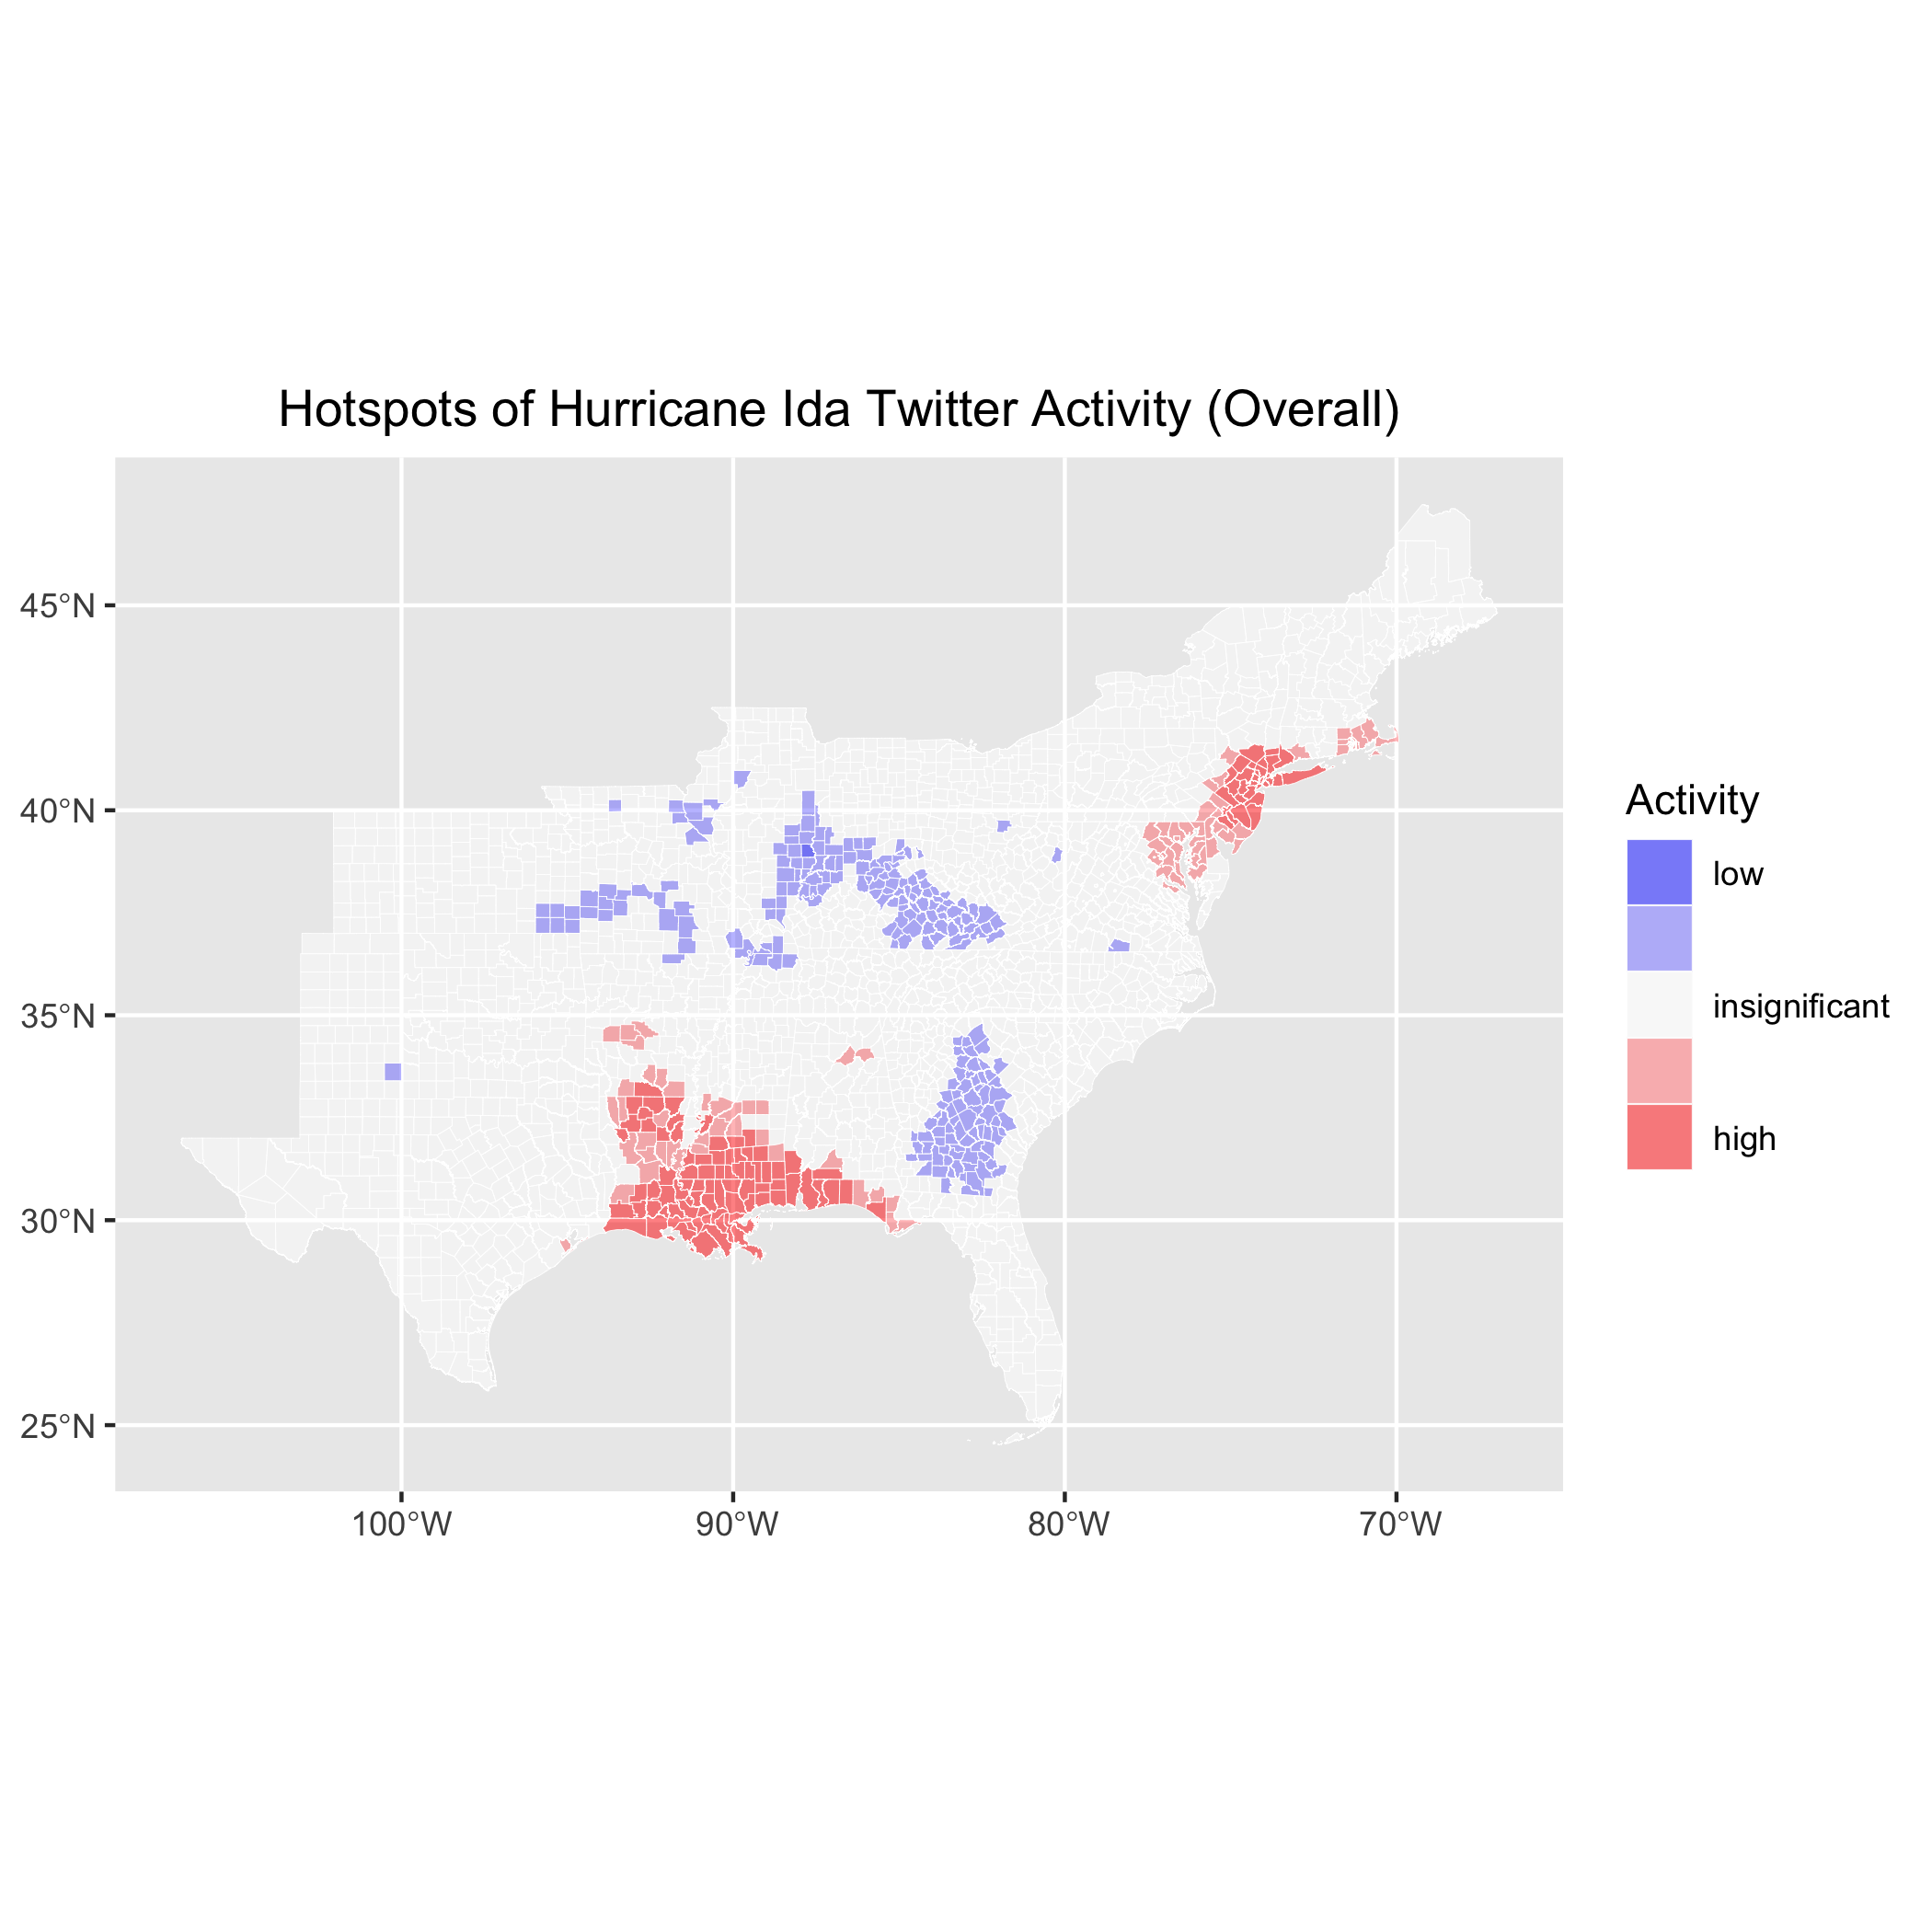 Hotspots of Hurricane Ida Twitter Activity (Overall)
45°N
40°N
35°N
30°N
25°N
100°W
90°W
80°W
70°W
Activity
low
insignificant
high